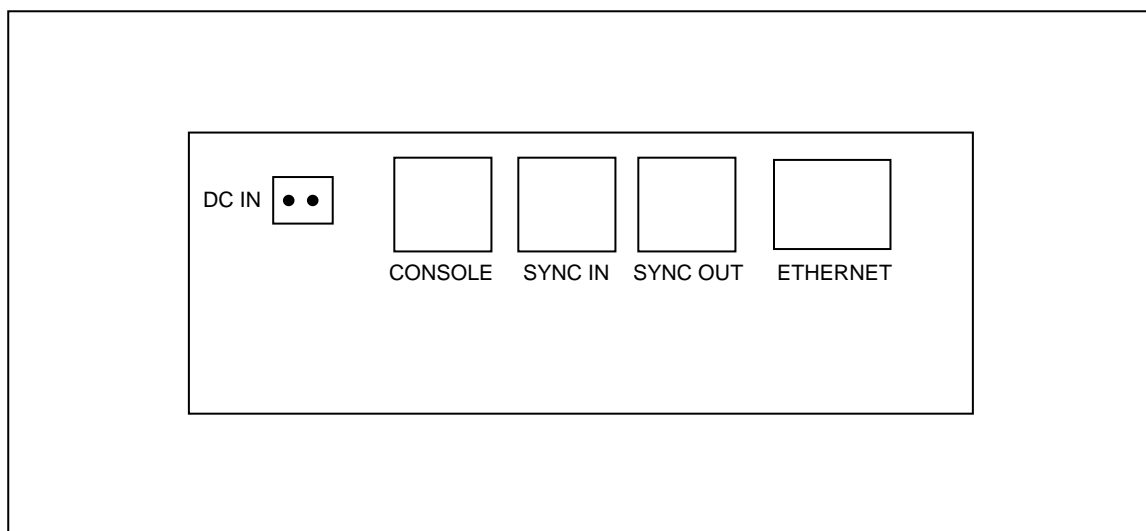 DC IN
CONSOLE
SYNC IN
SYNC OUT
ETHERNET